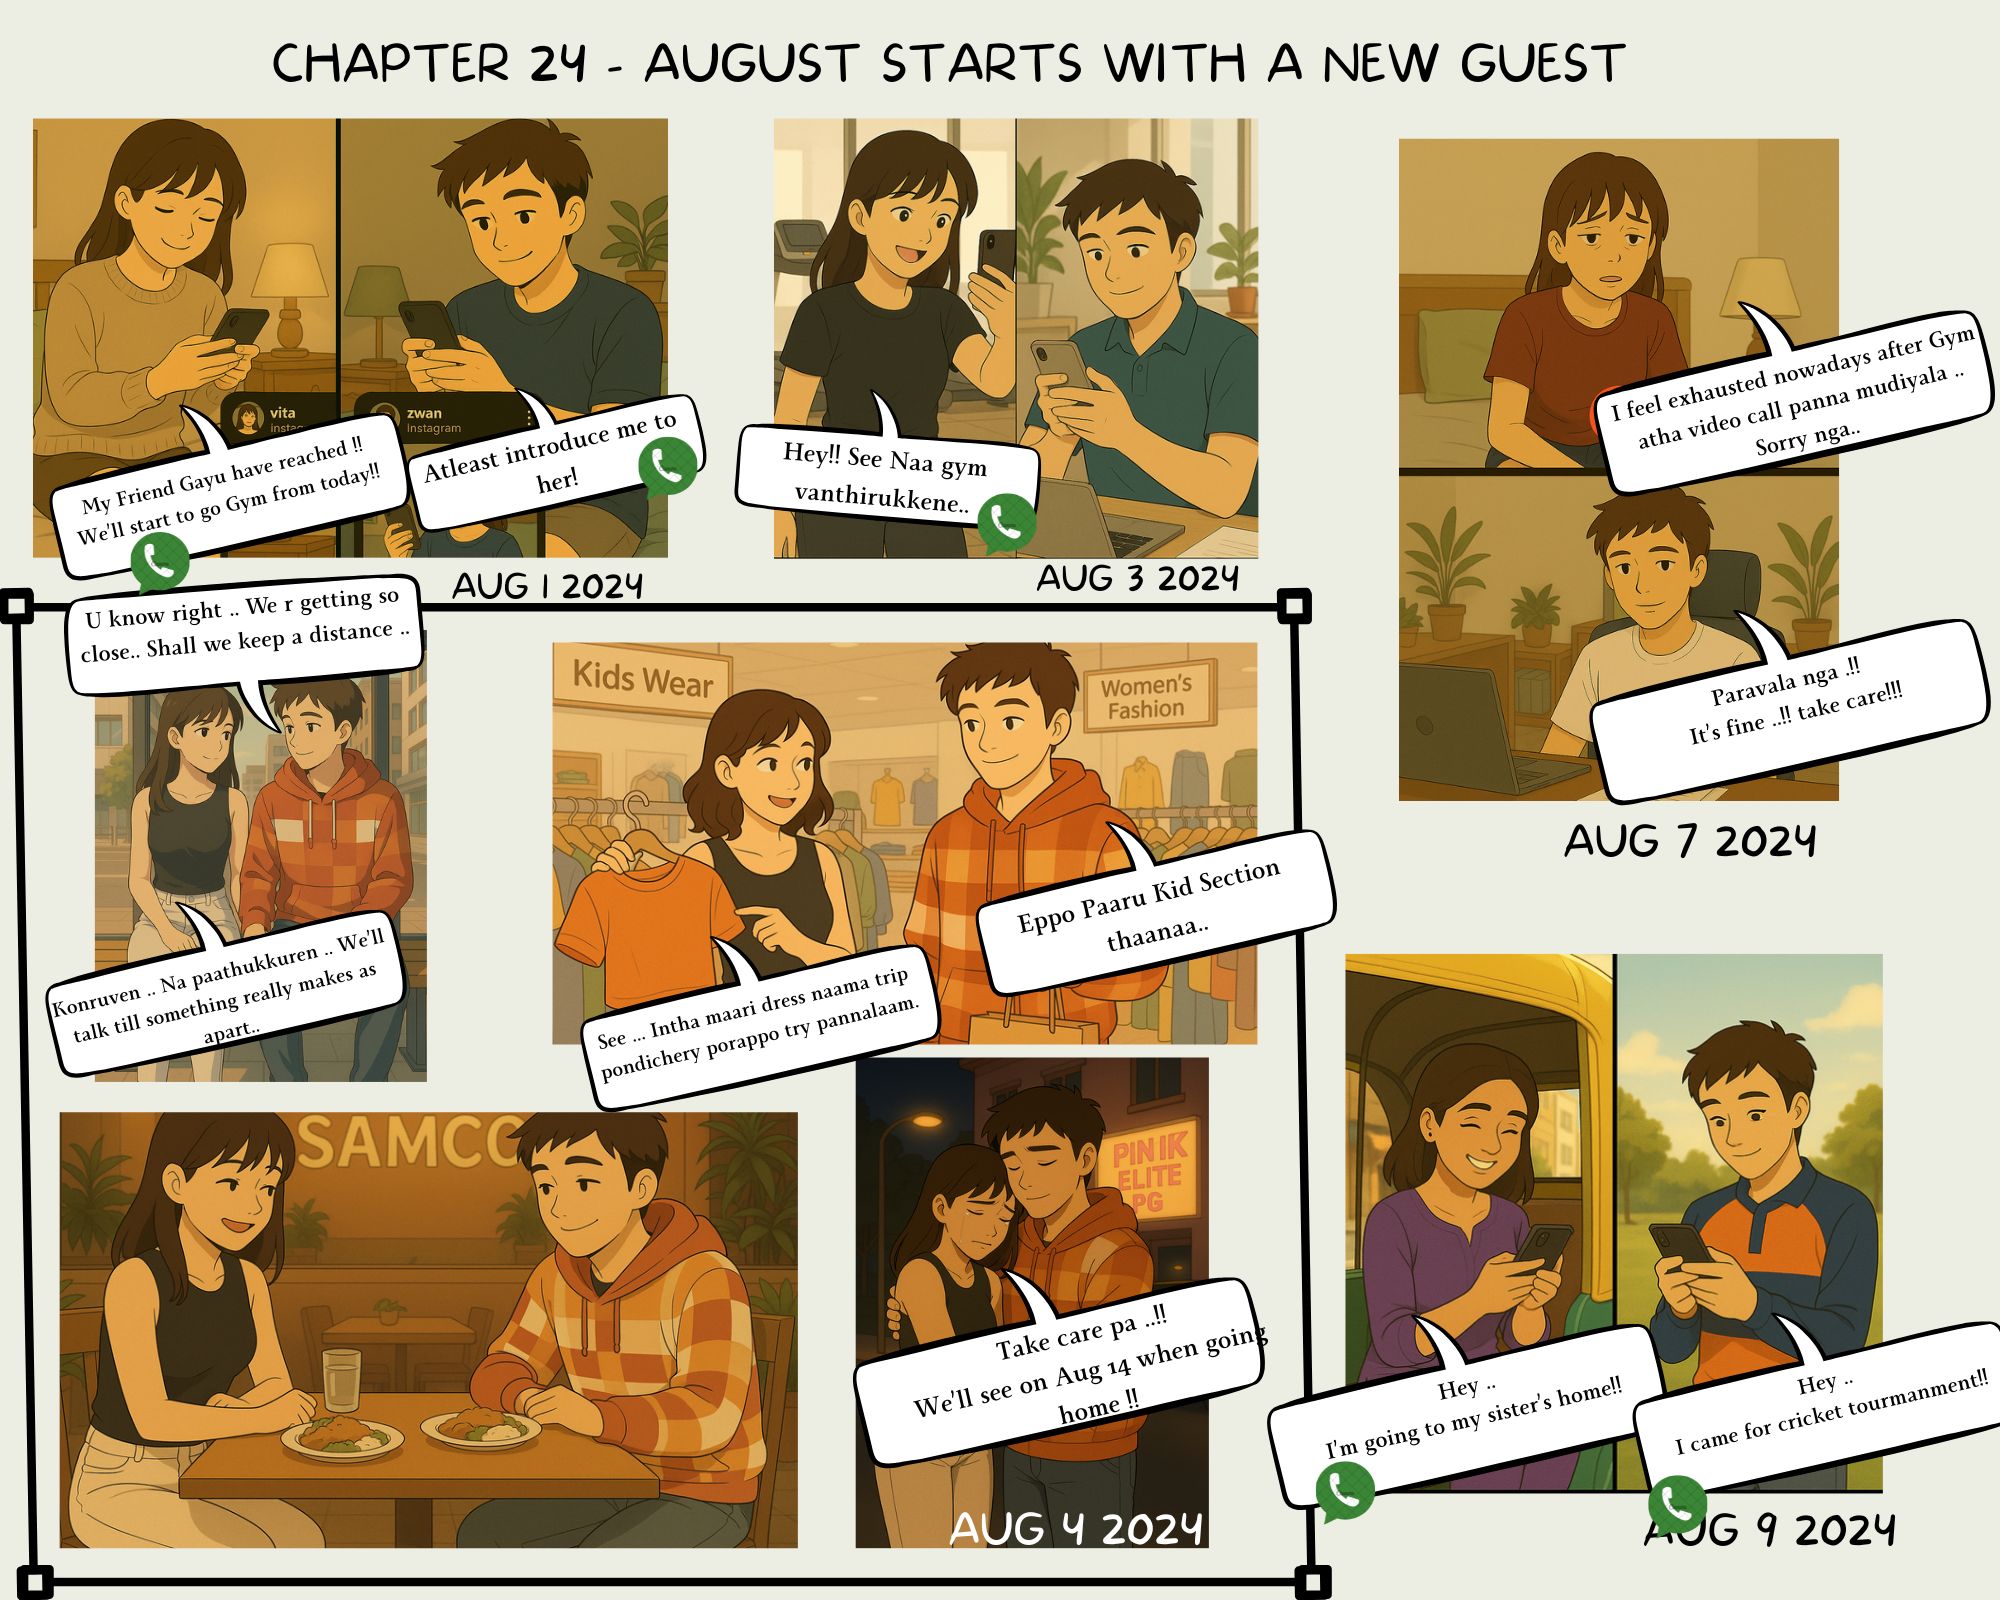 CHAPTER 24 - AUGUST STARTS WITH A NEW GUEST
vita
zwan
Instagram
My Friend Gayu have reached !!
We'll start to go Gym from today!!
Atleast introduce me to
her!
AUG 1 2024
Hey!! See Naa gym
vanthirukkene..
AUG 3 2024
I feel exhausted nowadays after Gym
atha video call panna mudiyala ..
Sorry nga..
Paravala nga .!!
It's fine ..!! take care!!!
AUG 7 2024
U know right .. We r getting so
close.. Shall we keep a distance ..
Konruven .. Na paathukkuren .. We'll
talk till something really makes as
apart..
Kids Wear
Women's
Fashion
Eppo Paaru Kid Section
thaanaa..
See ... Intha maari dress naama trip
pondichery porappo try pannalaam.
SAMCO
PINIK
ELITE
PG
Take care pa ..!!
We'll see on Aug 14 when going
home !!
AUG 4 2024
Hey ..
I'm going to my sister's home!!
Hey ..
I came for cricket tourmanment!!
AUG 9 2024